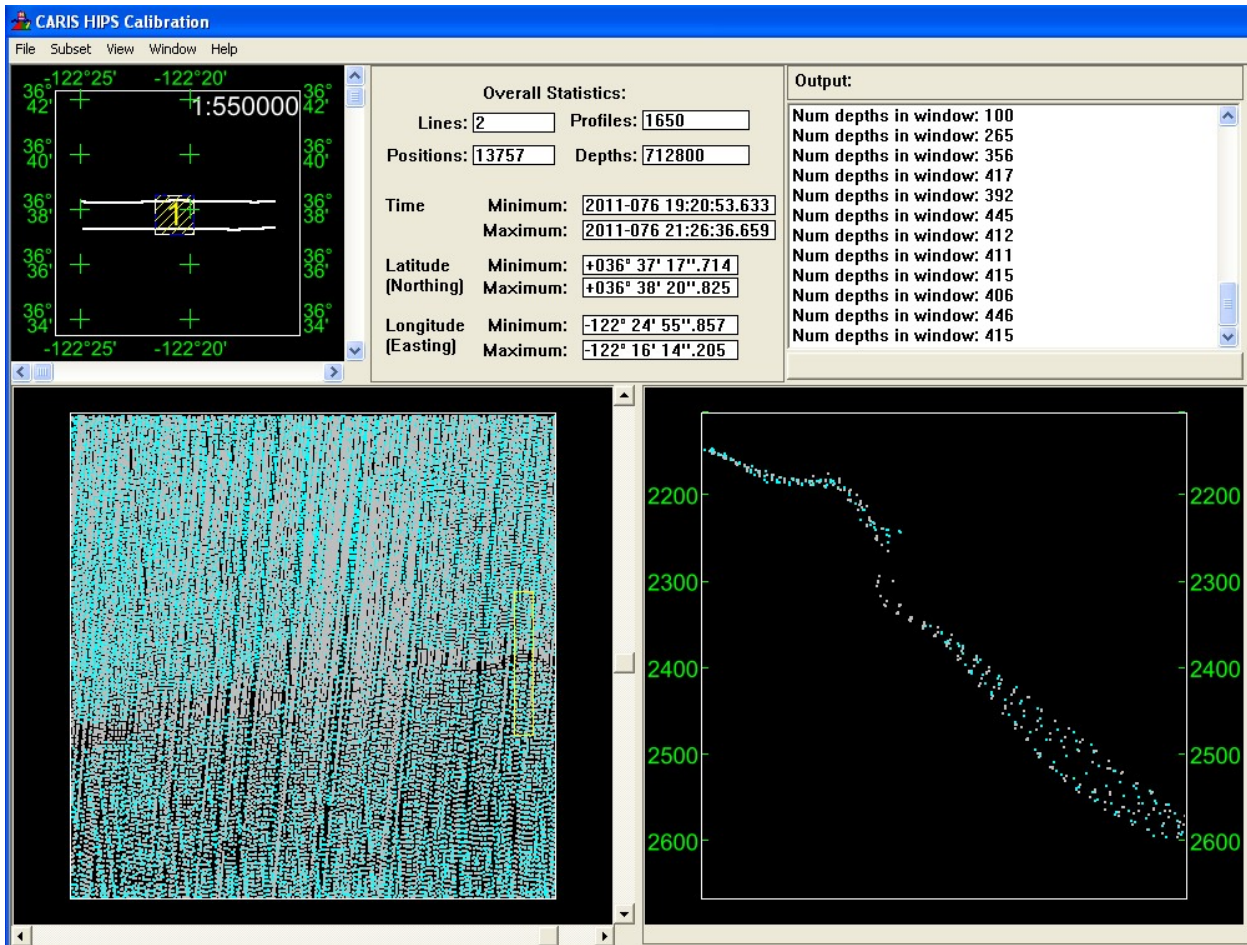 CARIS HIPS Calibration
File Subset View Window Help
-122°25' -122°20'
36° 42' 1:550000 36° 42'
36° 40' 36° 40'
36° 38' 1 36° 38'
36° 36' 36° 36'
36° 34' 36° 34'
-122°25' -122°20'
Overall Statistics:
Lines: 2 Profiles: 1650
Positions: 13757 Depths: 712800
Time Minimum: 2011-076 19:20:53.633
Maximum: 2011-076 21:26:36.659
Latitude Minimum: +036° 37' 17".714
(Northing) Maximum: +036° 38' 20".825
Longitude Minimum: -122° 24' 55".857
(Easting) Maximum: -122° 16' 14".205
Output:
Num depths in window: 100
Num depths in window: 265
Num depths in window: 356
Num depths in window: 417
Num depths in window: 392
Num depths in window: 445
Num depths in window: 412
Num depths in window: 411
Num depths in window: 415
Num depths in window: 406
Num depths in window: 446
Num depths in window: 415
2200 2200
2300 2300
2400 2400
2500 2500
2600 2600